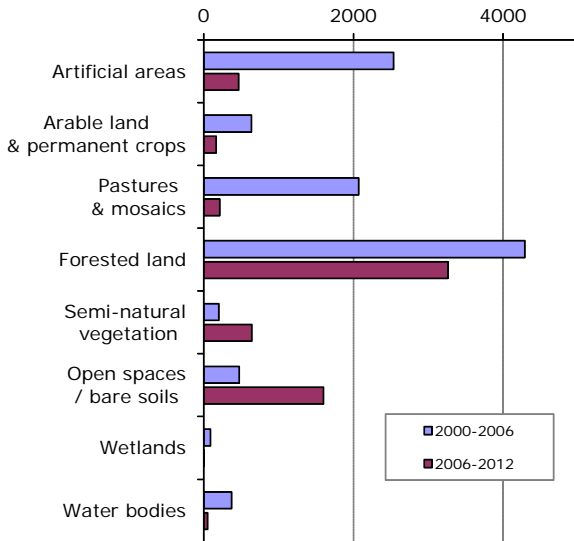 0 2000 4000
Artificial areas
Arable land
& permanent crops
Pastures
& mosaics
Forested land
Semi-natural
vegetation
Open spaces
/ bare soils
Wetlands
Water bodies
2000-2006
2006-2012